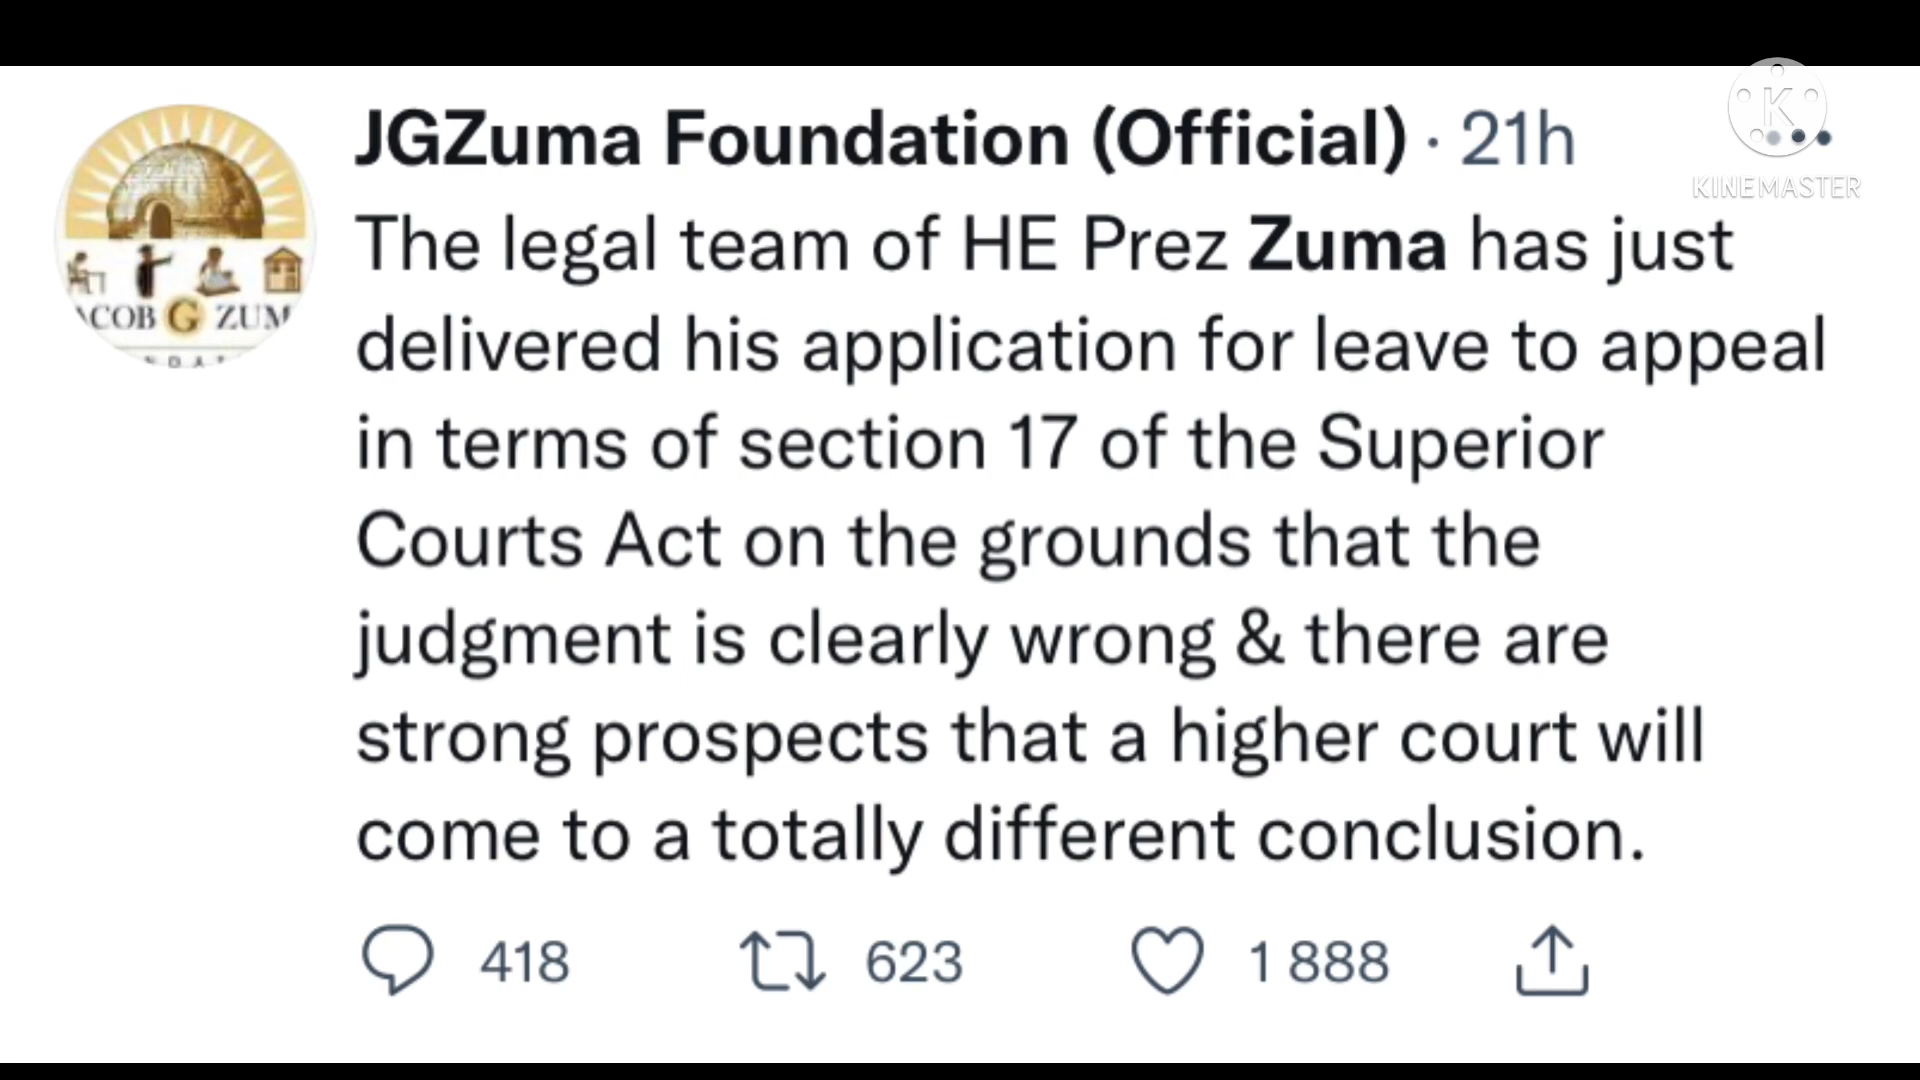 JGZuma Foundation (Official) · 21h
K
KINEMASTER
The legal team of HE Prez Zuma has just
delivered his application for leave to appeal
in terms of section 17 of the Superior
Courts Act on the grounds that the
judgment is clearly wrong & there are
strong prospects that a higher court will
come to a totally different conclusion.
ACOB G ZUM
N D A T
418 623 1 888